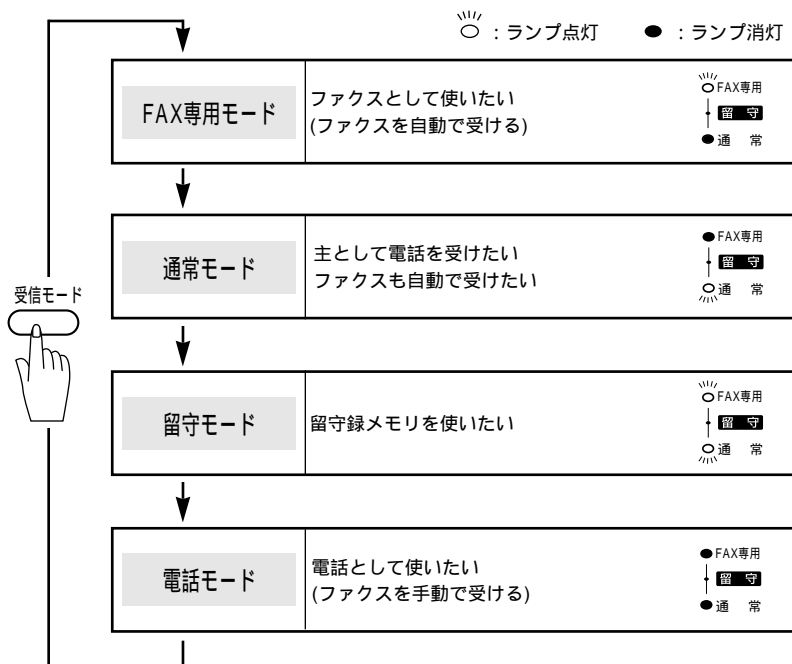 ：ランプ点灯　●：ランプ消灯
FAX専用モード
ファクスとして使いたい
(ファクスを自動で受ける)
FAX専用
留　守
通　常
通常モード
主として電話を受けたい
ファクスも自動で受けたい
FAX専用
留　守
通　常
受信モード
留守モード
留守録メモリを使いたい
FAX専用
留　守
通　常
電話モード
電話として使いたい
(ファクスを手動で受ける)
FAX専用
留　守
通　常